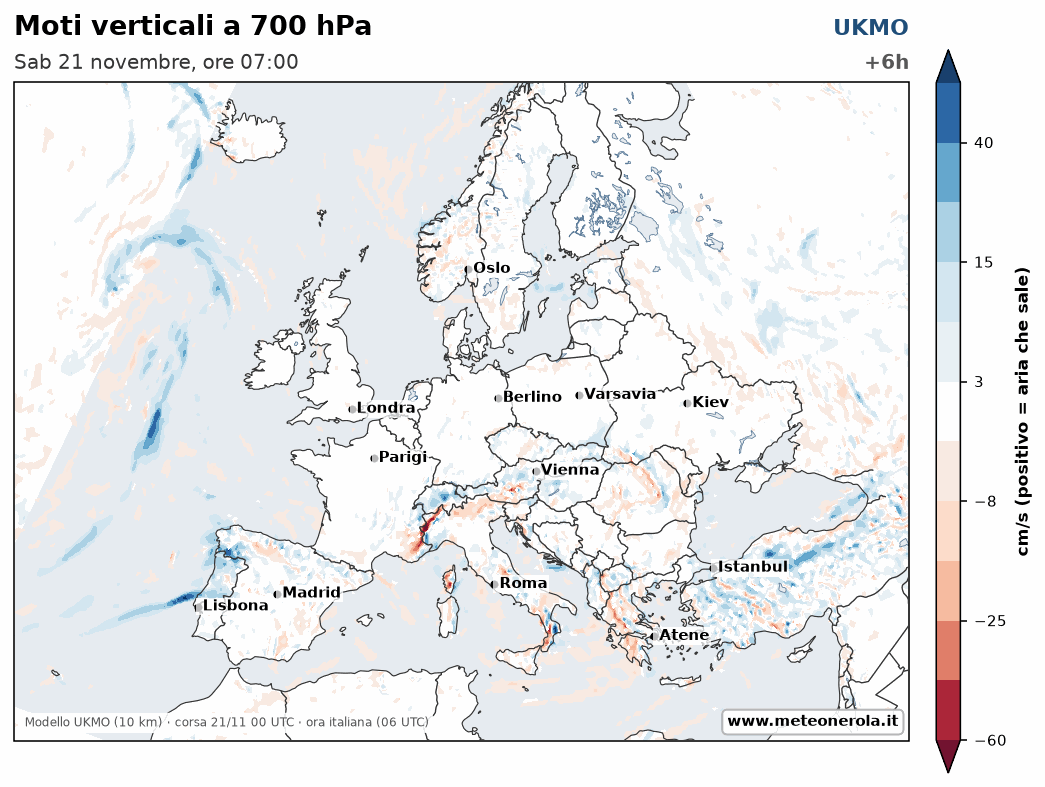 Moti verticali a 700 hPa
UKMO
Sab 21 novembre, ore 07:00
+6h
40
15
3
−8
−25
−60
cm/s (positivo = aria che sale)
Oslo
Londra
Berlino
Varsavia
Kiev
Parigi
Vienna
Istanbul
Roma
Madrid
Lisbona
Atene
Modello UKMO (10 km) · corsa 21/11 00 UTC · ora italiana (06 UTC)
www.meteonerola.it